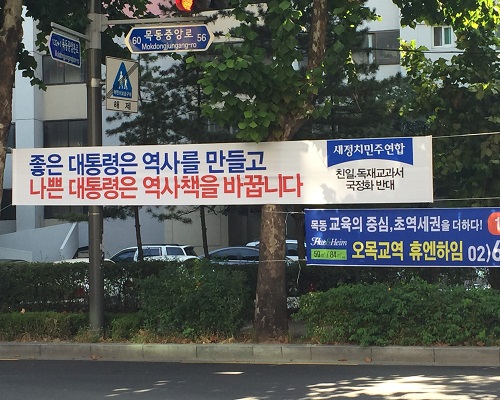 60 목동중앙로 56
Mokdongjungang-ro
해제
좋은 대통령은 역사를 만들고
나쁜 대통령은 역사책을 바꿉니다
새정치민주연합
친일,독재교과서
국정화 반대
목동 교육의 중심, 초역세권을 더하다!
Heim
59 / 84
오목교역 휴엔하임 02)6